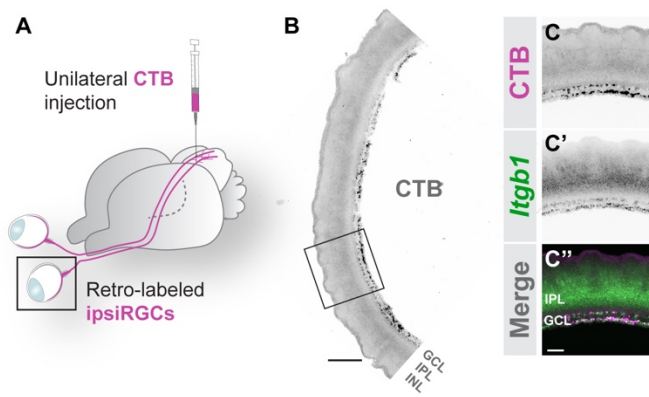 A
Unilateral CTB
injection
Retro-labeled
ipsiRGCs
B
CTB
GCL
IPL
INL
CTB
C
Itgb1
C’
Merge
C’’
IPL
GCL